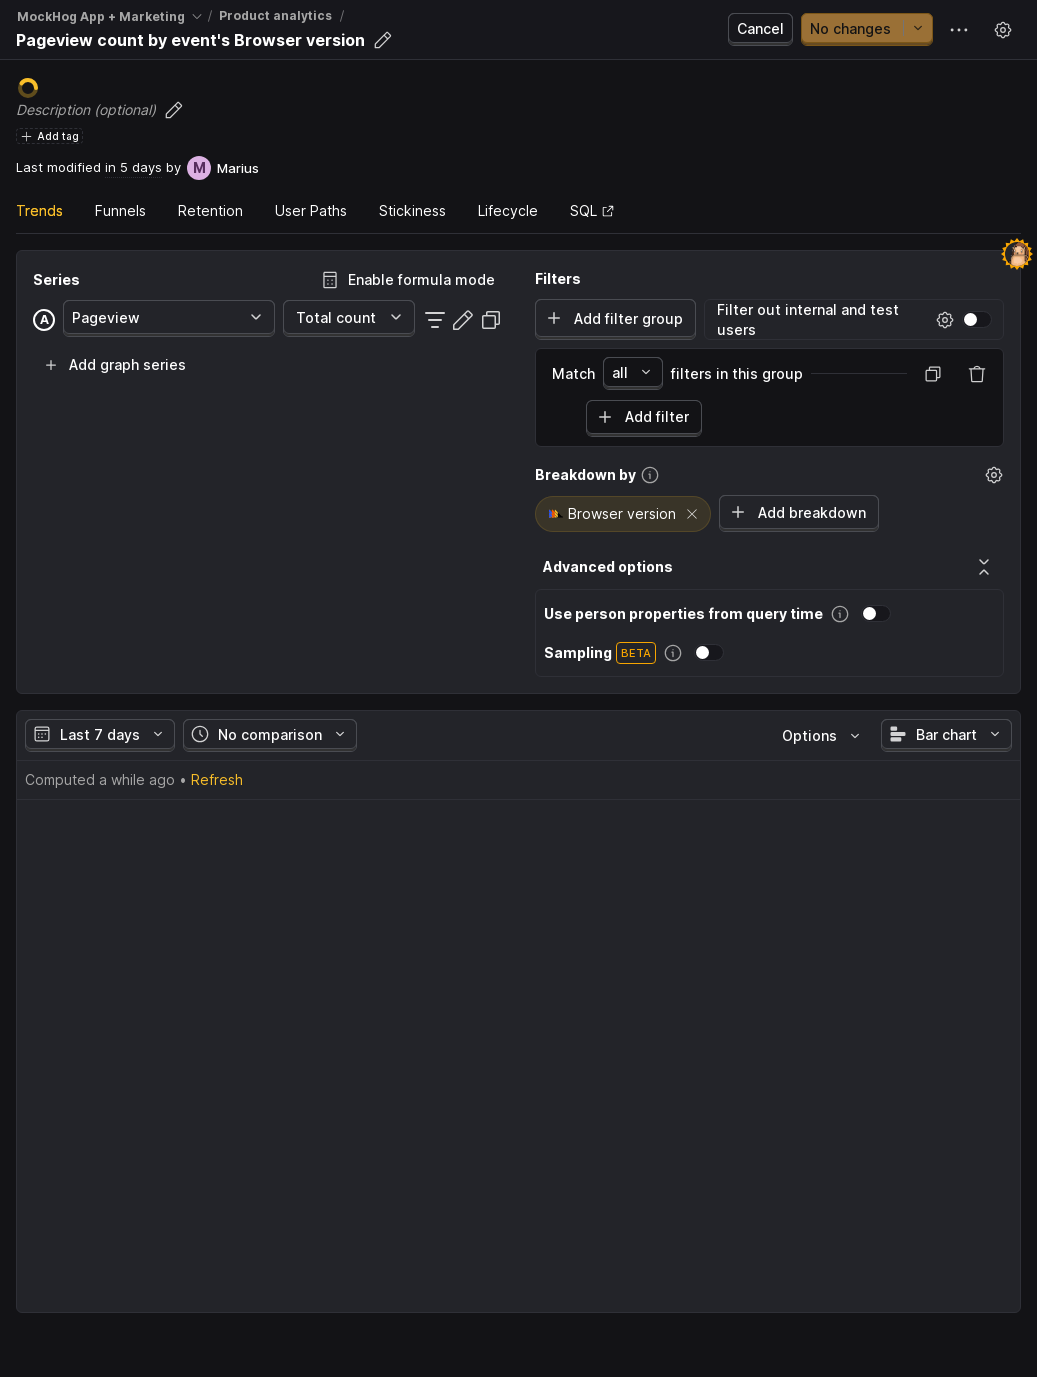 MockHog App + Marketing / Product analytics /
Pageview count by event's Browser version
Cancel
No changes
Description (optional)
Add tag
Last modified in 5 days by M Marius
Trends Funnels Retention User Paths Stickiness Lifecycle SQL
Series
Enable formula mode
A Pageview Total count
Add graph series
Filters
Add filter group
Filter out internal and test
users
Match all filters in this group
Add filter
Breakdown by
Browser version
Add breakdown
Advanced options
Use person properties from query time
Sampling BETA
Last 7 days No comparison Options Bar chart
Computed a while ago • Refresh